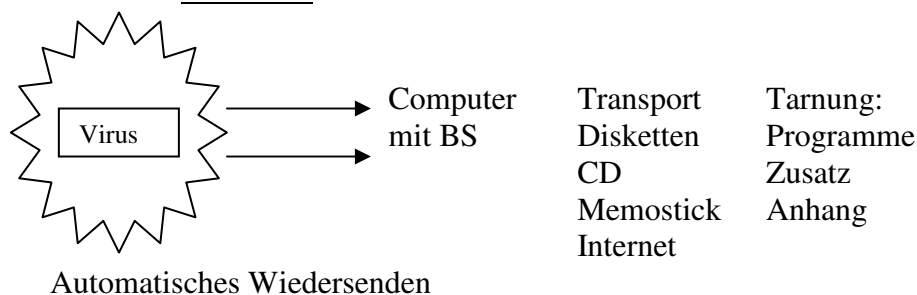 Virus
Computer
mit BS
Transport
Disketten
CD
Memostick
Internet
Tarnung:
Programme
Zusatz
Anhang
Automatisches Wiedersenden